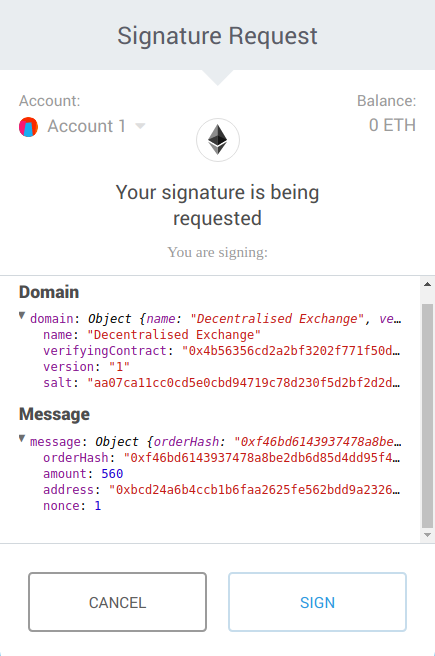 Signature Request
Account:
Balance:
Account 1
0 ETH
Your signature is being
requested
You are signing:
Domain
domain: Object {name: "Decentralised Exchange", ve…
name: "Decentralised Exchange"
verifyingContract: "0x4b56356cd2a2bf3202f771f50d…
version: "1"
salt: "aa07ca11cc0cd5e0cbd94719c78d230f5d2bf2d2d…
Message
message: Object {orderHash: "0xf46bd6143937478a8be…
orderHash: "0xf46bd6143937478a8be2db6d85d4dd95f4…
amount: 560
address: "0xbcd24a6b4ccb1b6faa2625fe562bdd9a2326…
nonce: 1
CANCEL
SIGN